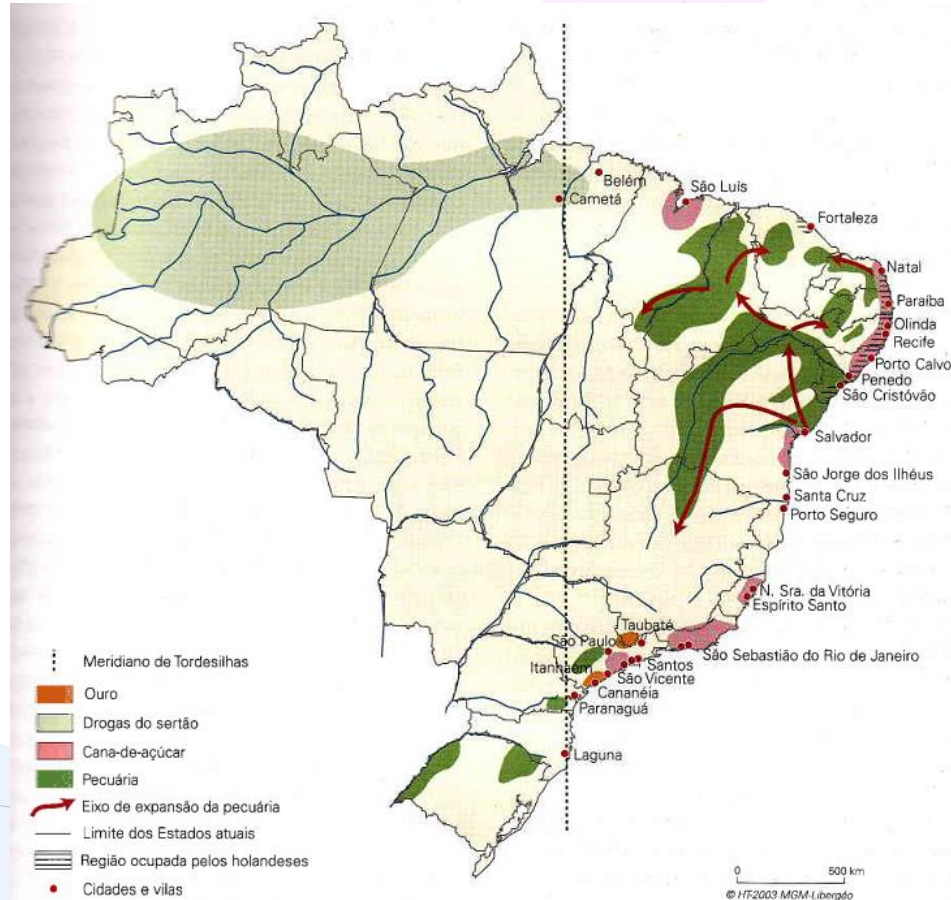 Belém
Cametá
São Luís
Fortaleza
Natal
Paraíba
Olinda
Recife
Porto Calvo
Penedo
São Cristóvão
Salvador
São Jorge dos Ilhéus
Santa Cruz
Porto Seguro
N. Sra. da Vitória
Espírito Santo
Taubaté
São Paulo
São Sebastião do Rio de Janeiro
Itanhaém
Santos
São Vicente
Cananéia
Paranaguá
Laguna
Meridiano de Tordesilhas
Ouro
Drogas do sertão
Cana-de-açúcar
Pecuária
Eixo de expansão da pecuária
Limite dos Estados atuais
Região ocupada pelos holandeses
Cidades e vilas
0 500 km
© HT-2003 MGM-Libergáo